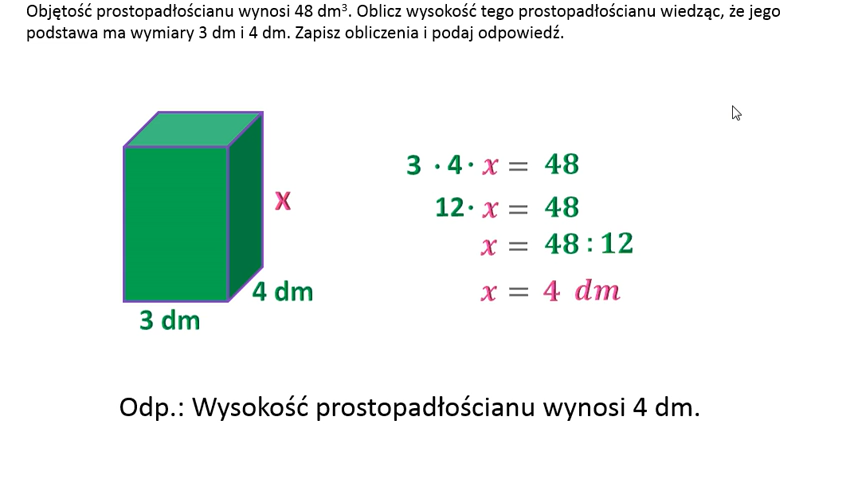 Objętość prostopadłościanu wynosi 48 dm³. Oblicz wysokość tego prostopadłościanu wiedząc, że jego
podstawa ma wymiary 3 dm i 4 dm. Zapisz obliczenia i podaj odpowiedź.
3 · 4 · x = 48
12 · x = 48
x = 48 : 12
x = 4 dm
x
4 dm
3 dm
Odp.: Wysokość prostopadłościanu wynosi 4 dm.